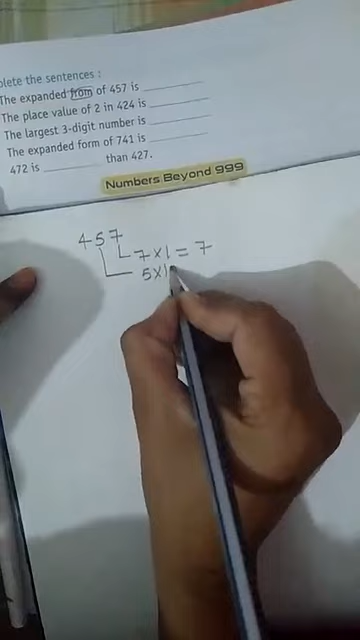 plete the sentences :
The expanded from of 457 is
The place value of 2 in 424 is
The largest 3-digit number is
The expanded form of 741 is
472 is ________ than 427.
Numbers Beyond 999
457
7×1 = 7
5×1